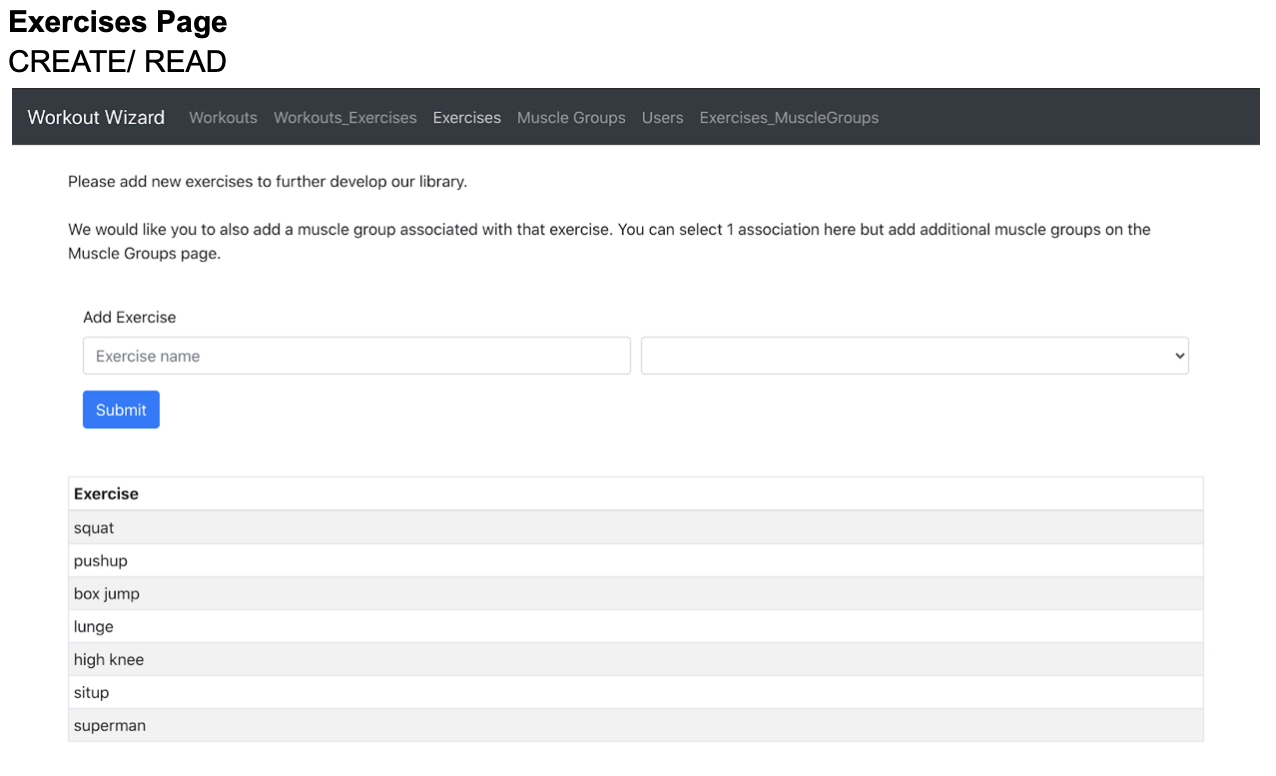 Exercises Page
CREATE/ READ
Workout Wizard Workouts Workouts_Exercises Exercises Muscle Groups Users Exercises_MuscleGroups
Please add new exercises to further develop our library.
We would like you to also add a muscle group associated with that exercise. You can select 1 association here but add additional muscle groups on the
Muscle Groups page.
Add Exercise
Exercise name
Submit
Exercise
squat
pushup
box jump
lunge
high knee
situp
superman